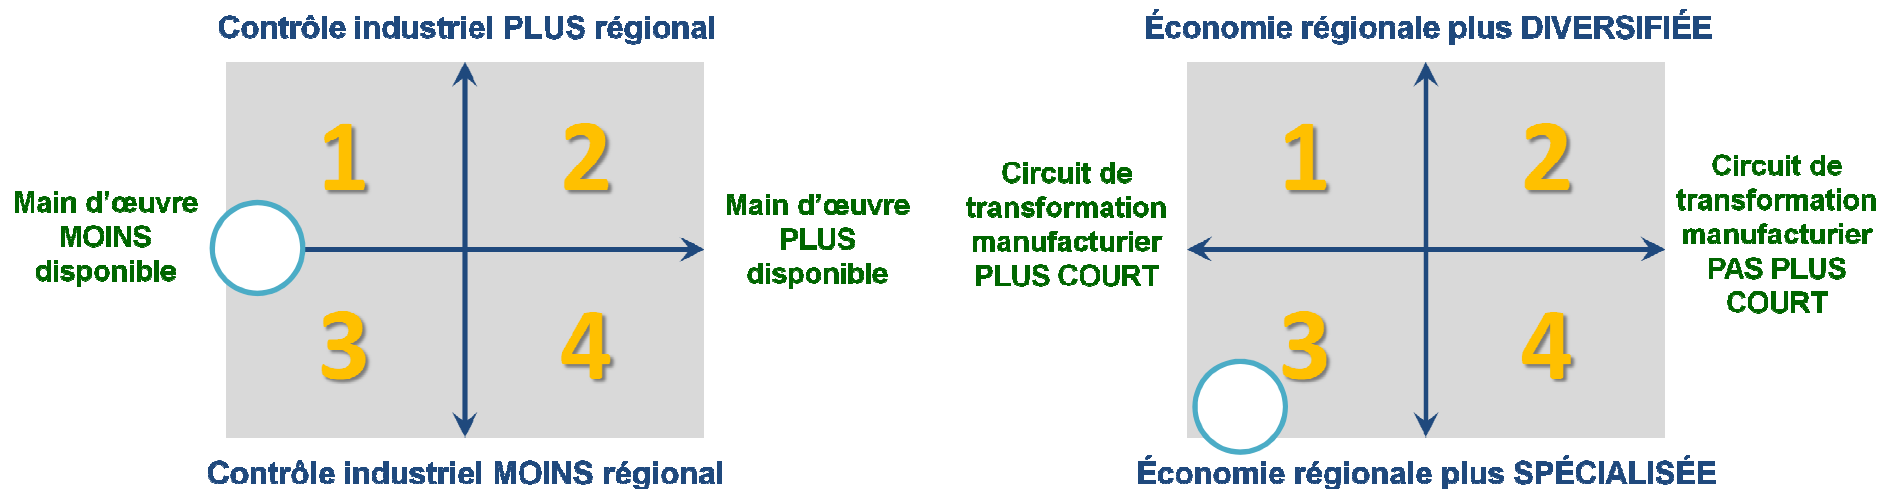 Contrôle industriel PLUS régional
1 2
Main d'œuvre
MOINS
disponible
Main d'œuvre
PLUS
disponible
3 4
Contrôle industriel MOINS régional
Économie régionale plus DIVERSIFIÉE
1 2
Circuit de
transformation
manufacturier
PLUS COURT
Circuit de
transformation
manufacturier
PAS PLUS
COURT
3 4
Économie régionale plus SPÉCIALISÉE